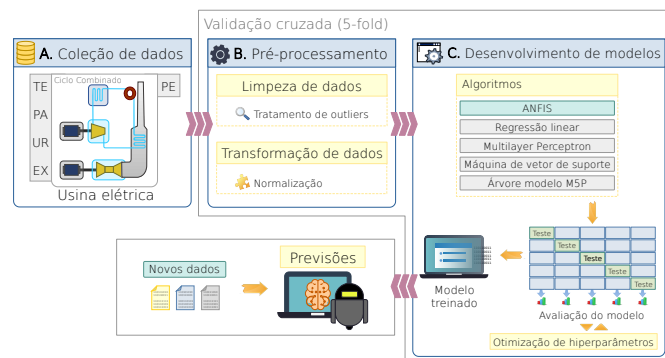 Validação cruzada (5-fold)
A. Coleção de dados
Ciclo Combinado
TE
PA
UR
EX
PE
Usina elétrica
B. Pré-processamento
Limpeza de dados
Tratamento de outliers
Transformação de dados
Normalização
C. Desenvolvimento de modelos
Algoritmos
ANFIS
Regressão linear
Multilayer Perceptron
Máquina de vetor de suporte
Árvore modelo M5P
Teste
Teste
Teste
Teste
Teste
Avaliação do modelo
Otimização de hiperparâmetros
Modelo
treinado
Previsões
Novos dados